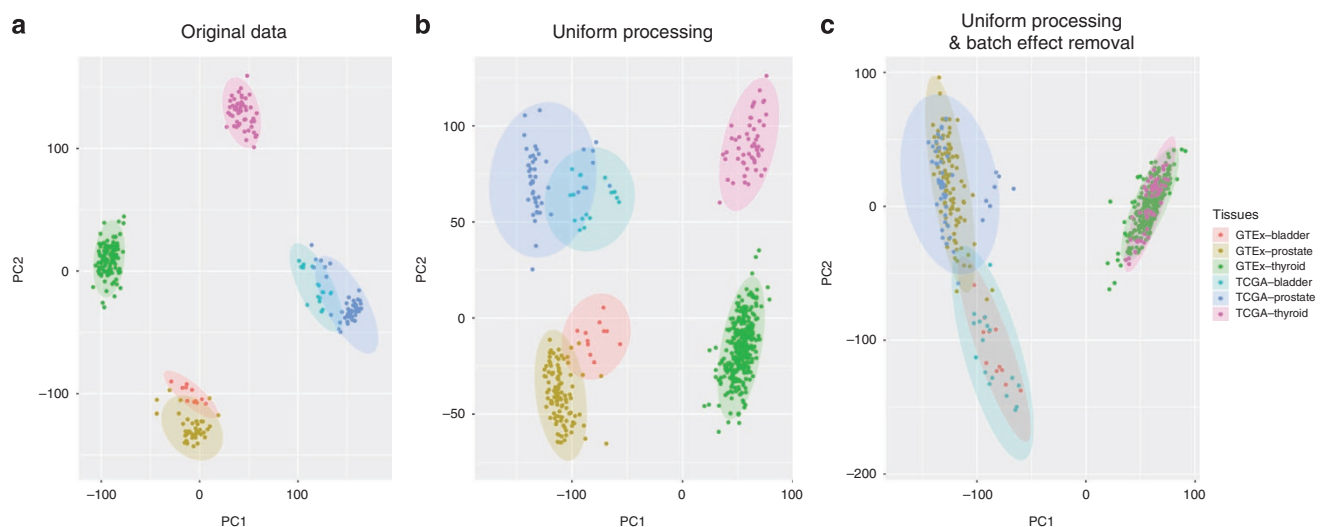 a
Original data
PC2
100
0
−100
−100
0
100
PC1
b
Uniform processing
PC2
100
50
0
−50
−100
0
100
PC1
c
Uniform processing
& batch effect removal
PC2
100
0
−100
−200
−100
0
100
PC1
Tissues
GTEx–bladder
GTEx–prostate
GTEx–thyroid
TCGA–bladder
TCGA–prostate
TCGA–thyroid